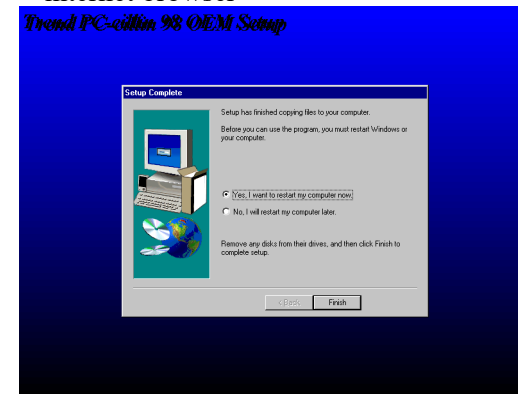 internet browser
Trend PC-cillin 98 OEM Setup
Setup Complete
Setup has finished copying files to your computer.
Before you can use the program, you must restart Windows or
your computer.
Yes, I want to restart my computer now.
No, I will restart my computer later.
Remove any disks from their drives, and then click Finish to
complete setup.
< Back
Finish